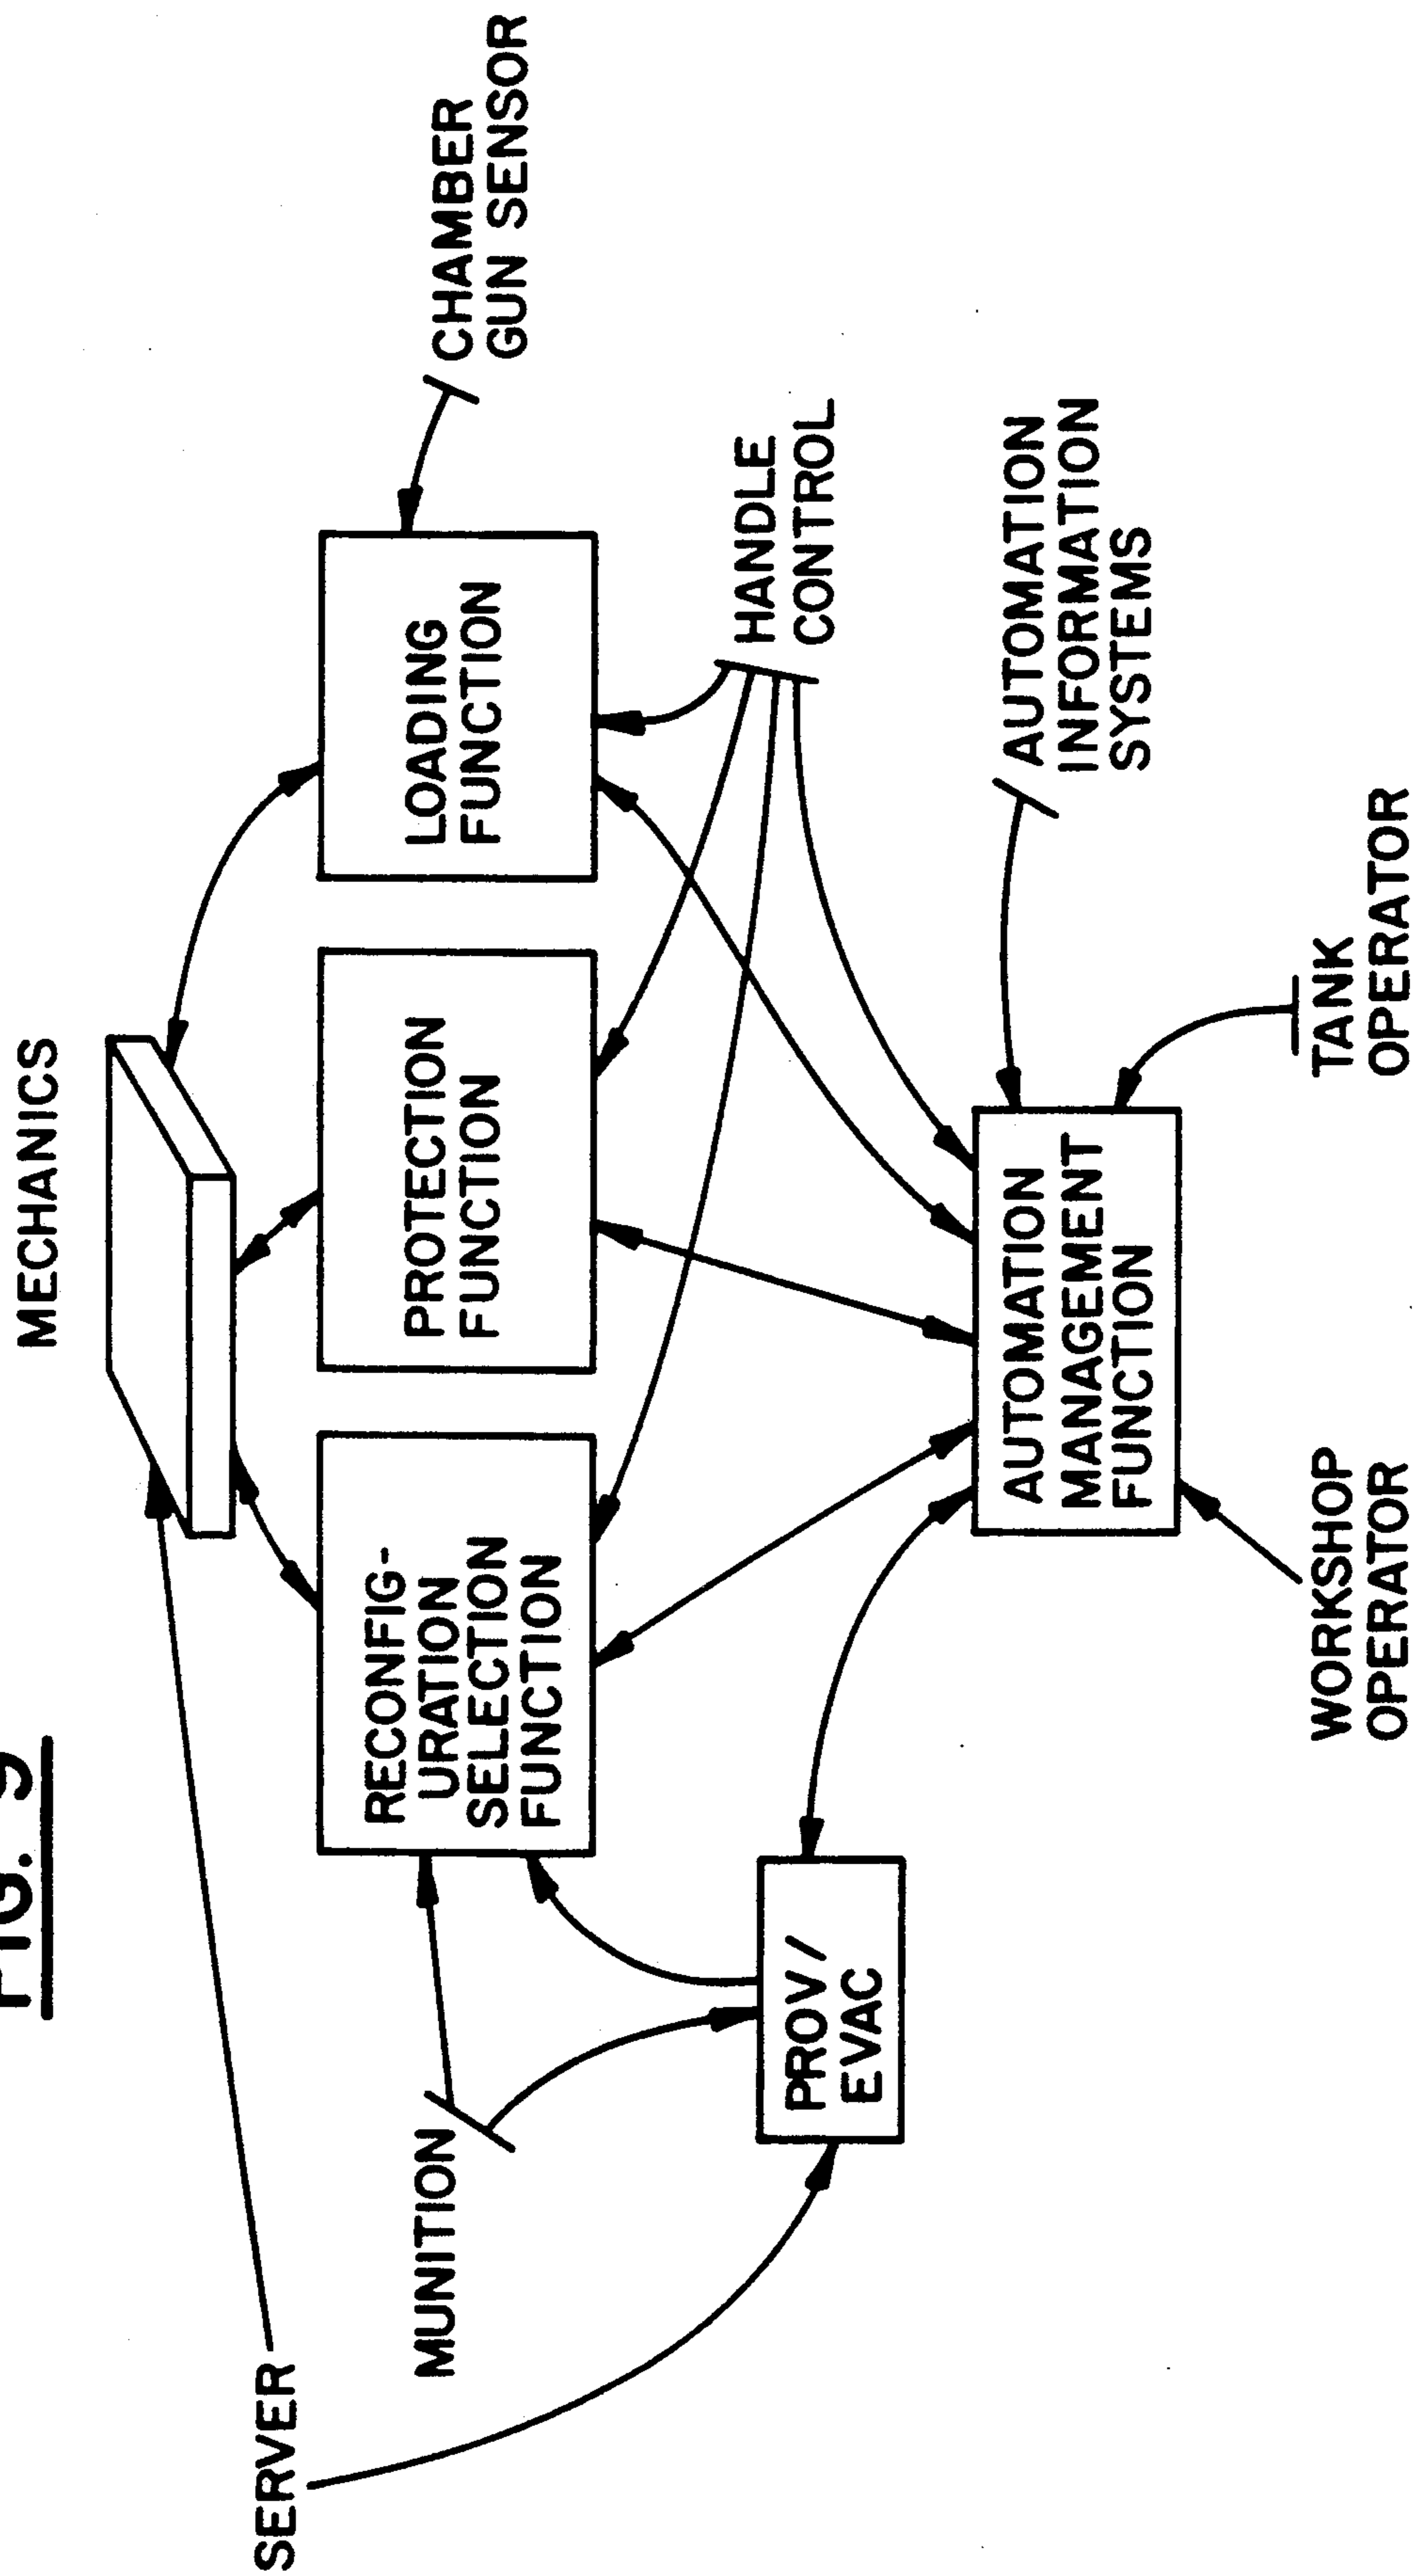 FIG. 9
MECHANICS
SERVER
MUNITION
RECONFIG-
URATION
SELECTION
FUNCTION
PROTECTION
FUNCTION
LOADING
FUNCTION
CHAMBER
GUN SENSOR
HANDLE
CONTROL
PROV/
EVAC
AUTOMATION
MANAGEMENT
FUNCTION
AUTOMATION
INFORMATION
SYSTEMS
WORKSHOP
OPERATOR
TANK
OPERATOR